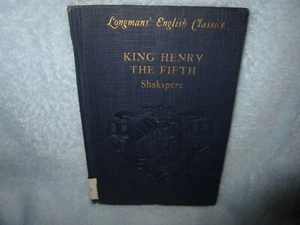 Longmans' English Classics
KING HENRY
THE FIFTH
Shakspere